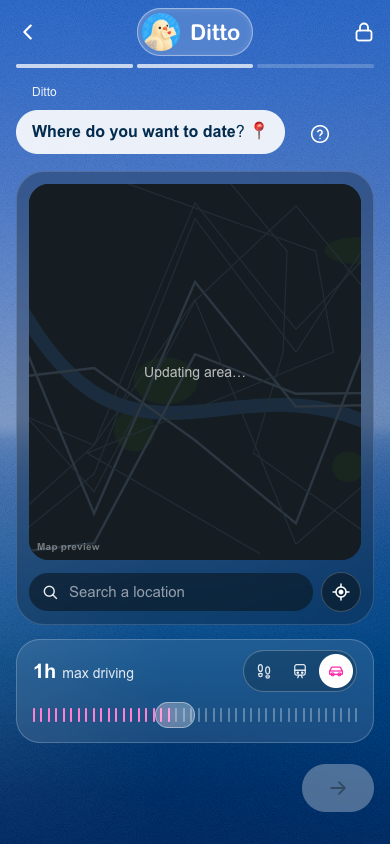 Ditto
Ditto
Where do you want to date? 📍
Updating area…
Map preview
Search a location
1h max driving